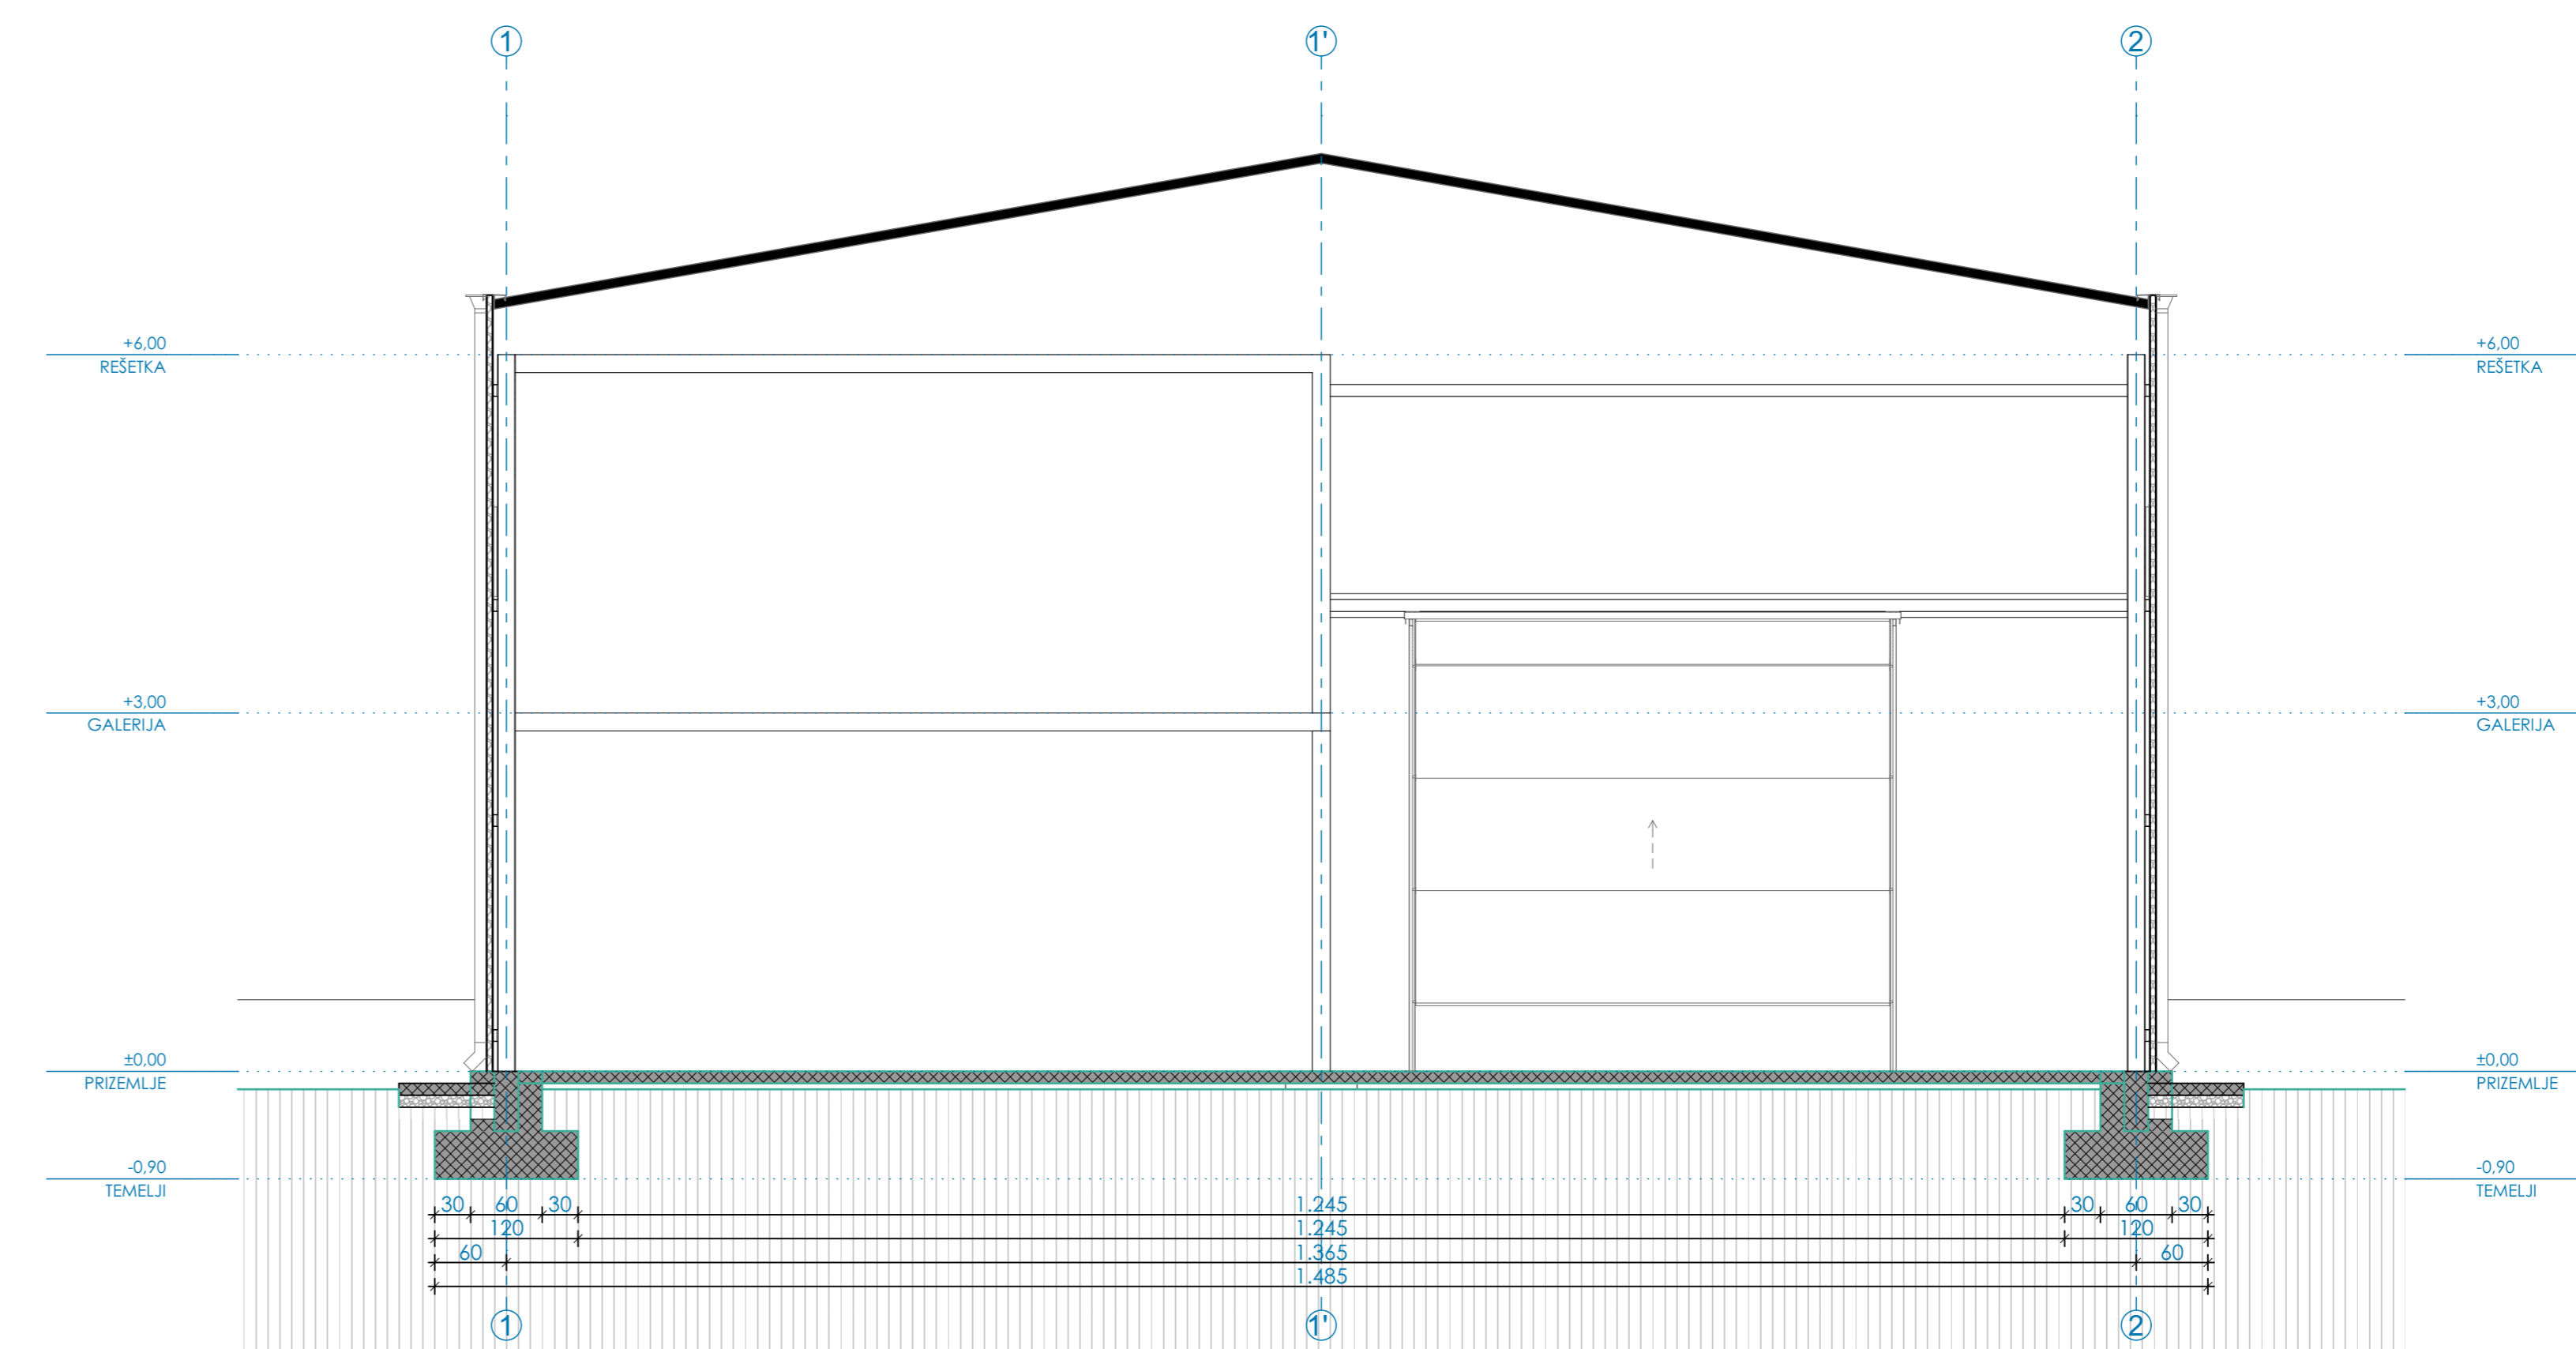 1 1' 2
+6,00 +6,00
REŠETKA REŠETKA
+3,00 +3,00
GALERIJA GALERIJA
±0,00 ±0,00
PRIZEMLJE PRIZEMLJE
-0,90 -0,90
TEMELJI TEMELJI
30 60 30 1.245 30 60 30
120 1.245 120
60 1.365 60
1.485
1 1' 2